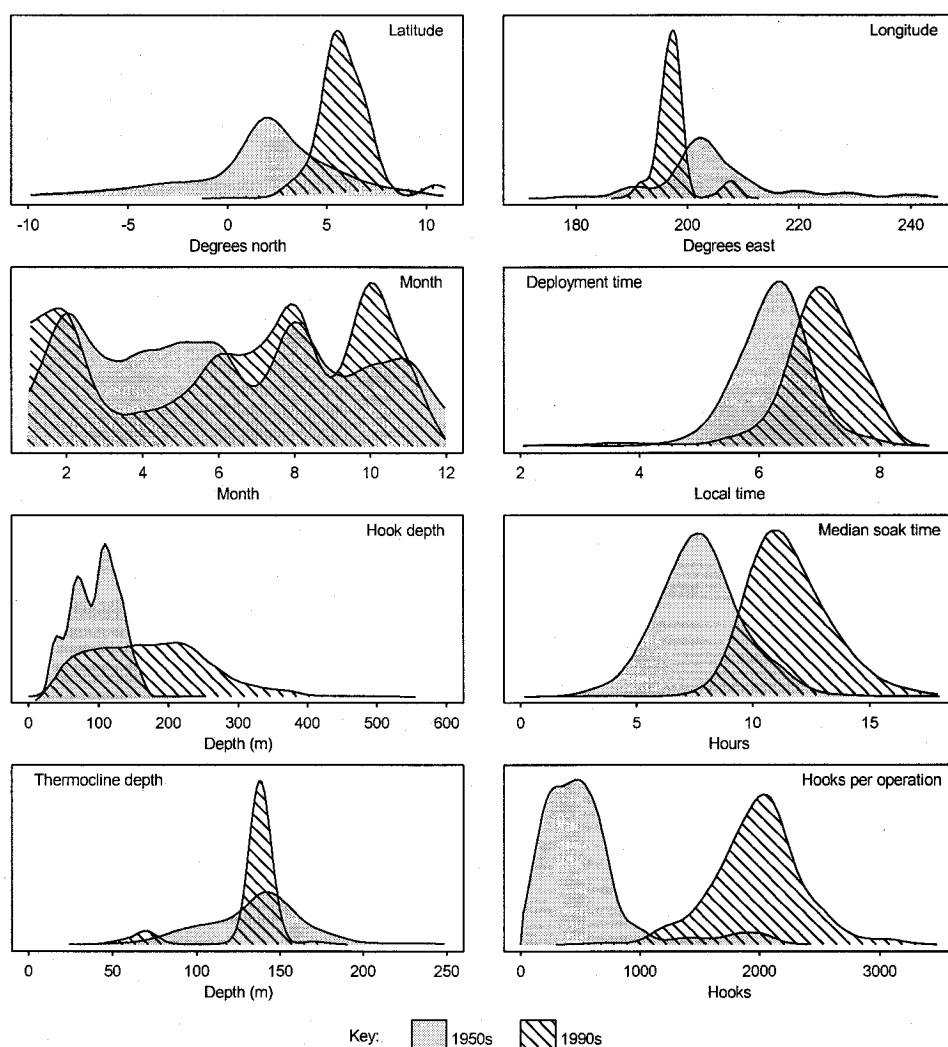 Latitude
-10 -5 0 5 10
Degrees north
Longitude
180 200 220 240
Degrees east
Month
2 4 6 8 10 12
Month
Deployment time
2 4 6 8
Local time
Hook depth
0 100 200 300 400 500 600
Depth (m)
Median soak time
0 5 10 15
Hours
Thermocline depth
0 50 100 150 200 250
Depth (m)
Hooks per operation
0 1000 2000 3000
Hooks
Key: 1950s 1990s